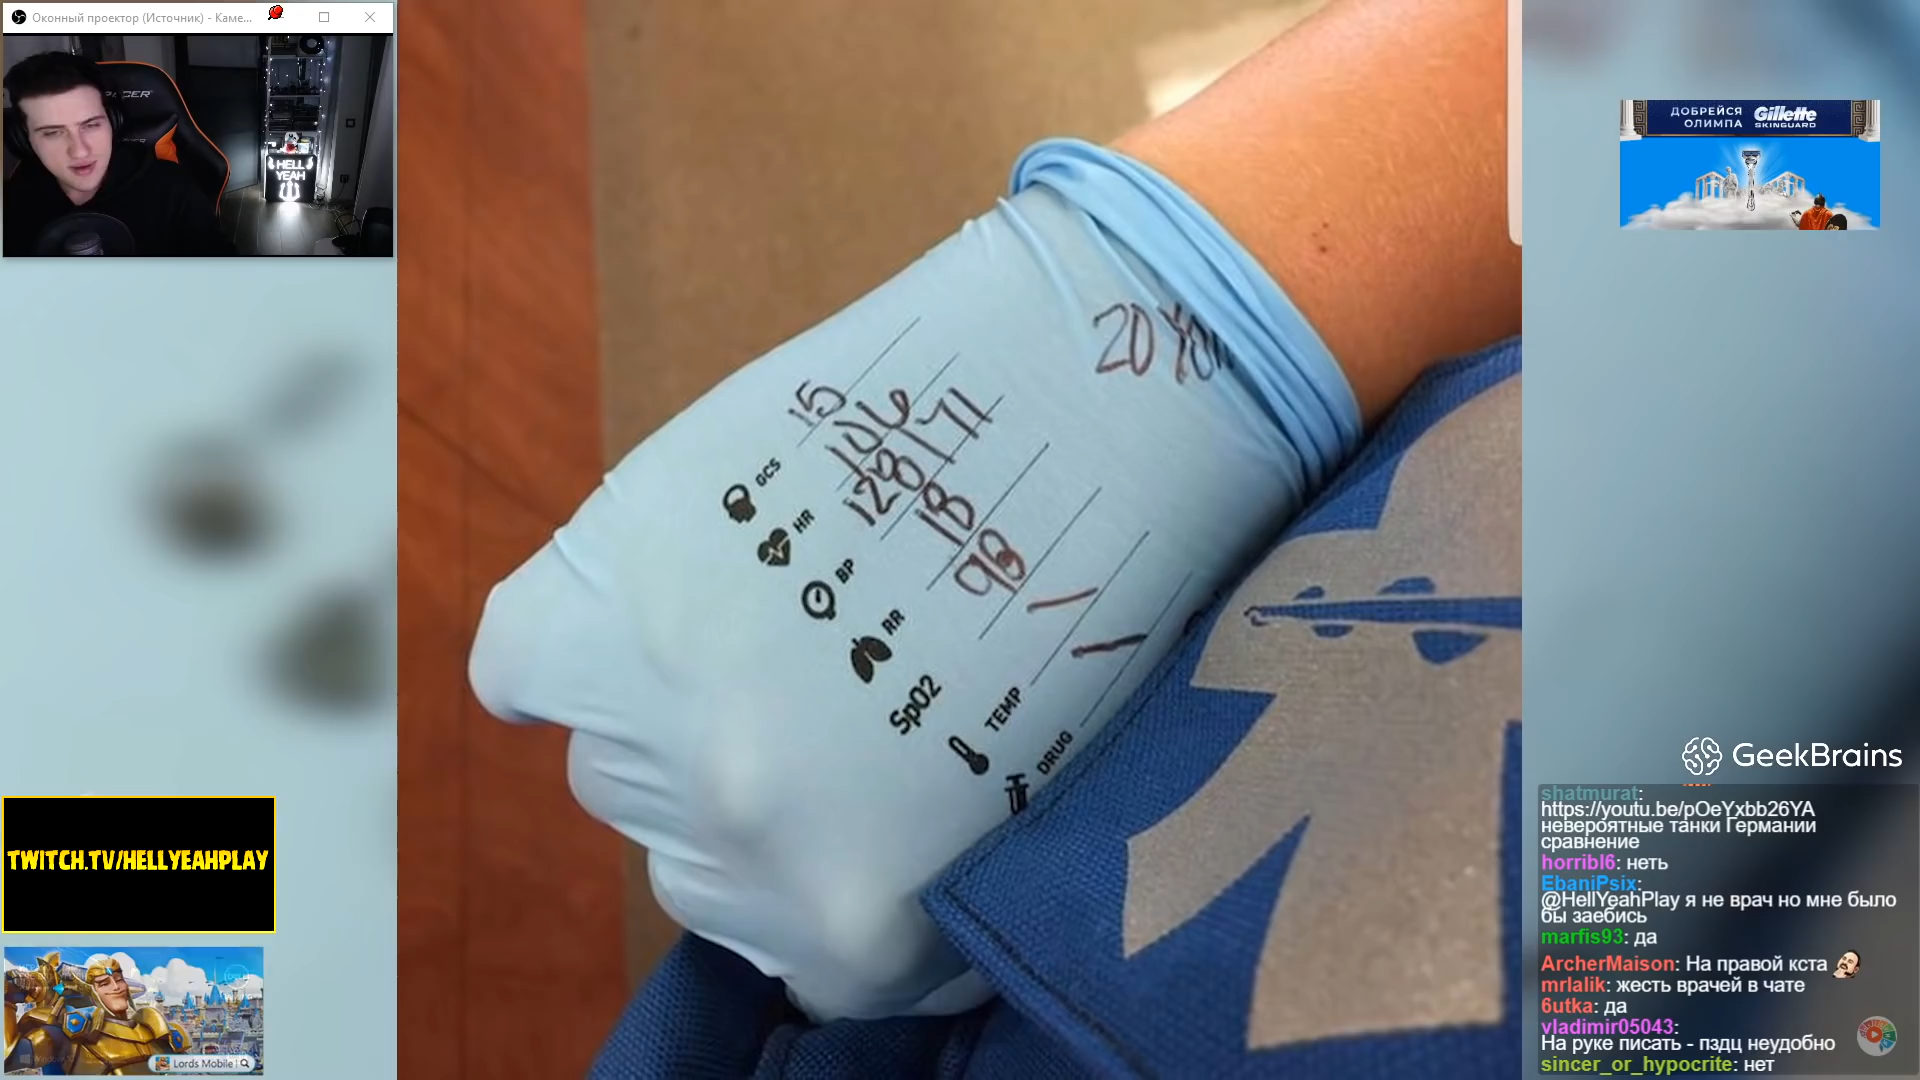 Оконный проектор (Источник) - Каме...
HELL
YEAH
ДОБРЕЙСЯ
ОЛИМПА
Gillette
SKINGUARD
20
15
GCS
106
HR
128/71
BP
18
RR
98
SpO2
TEMP
DRUG
TWITCH.TV/HELLYEAHPLAY
Lords Mobile
GeekBrains
shatmurat:
https://youtu.be/pOeYxbb26YA
невероятные танки Германии
сравнение
horribl6: неть
EbaniPsix:
@HellYeahPlay я не врач но мне было
бы заебись
marfis93: да
ArcherMaison: На правой кста
mrlalik: жесть врачей в чате
6utka: да
vladimir05043:
На руке писать - пздц неудобно
sincer_or_hypocrite: нет